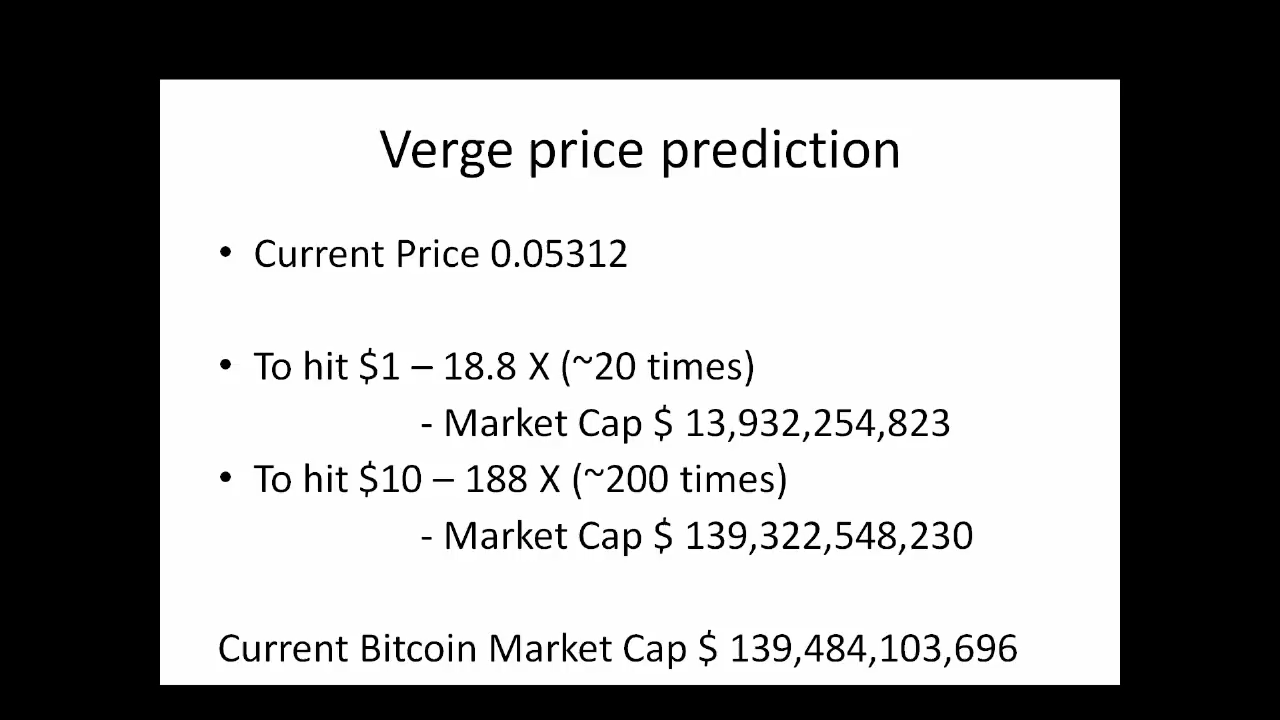 Verge price prediction
• Current Price 0.05312
• To hit $1 – 18.8 X (~20 times)
- Market Cap $ 13,932,254,823
• To hit $10 – 188 X (~200 times)
- Market Cap $ 139,322,548,230
Current Bitcoin Market Cap $ 139,484,103,696